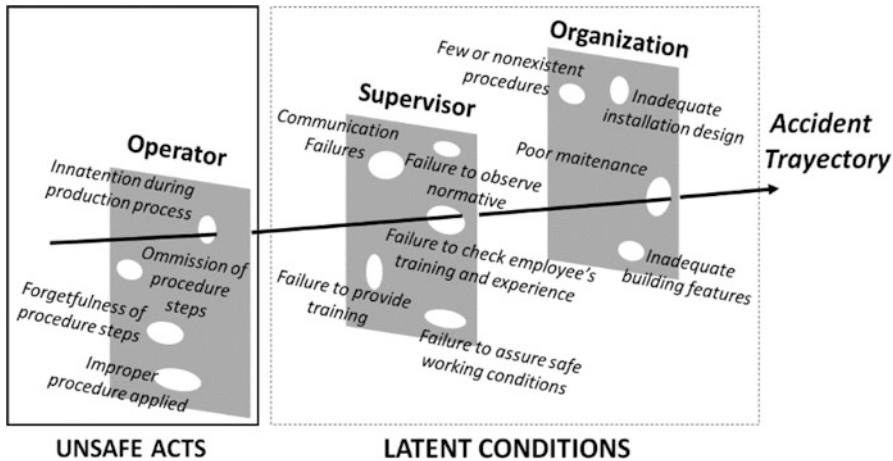 Operator
Innatention during
production process
Ommission of
procedure
steps
Forgetfulness of
procedure steps
Improper
procedure applied
UNSAFE ACTS
Supervisor
Communication
Failures
Failure to observe
normative
Failure to check employee's
training and experience
Failure to provide
training
Failure to assure safe
working conditions
Organization
Few or nonexistent
procedures
Inadequate
installation design
Poor maitenance
Inadequate
building features
LATENT CONDITIONS
Accident
Trayectory